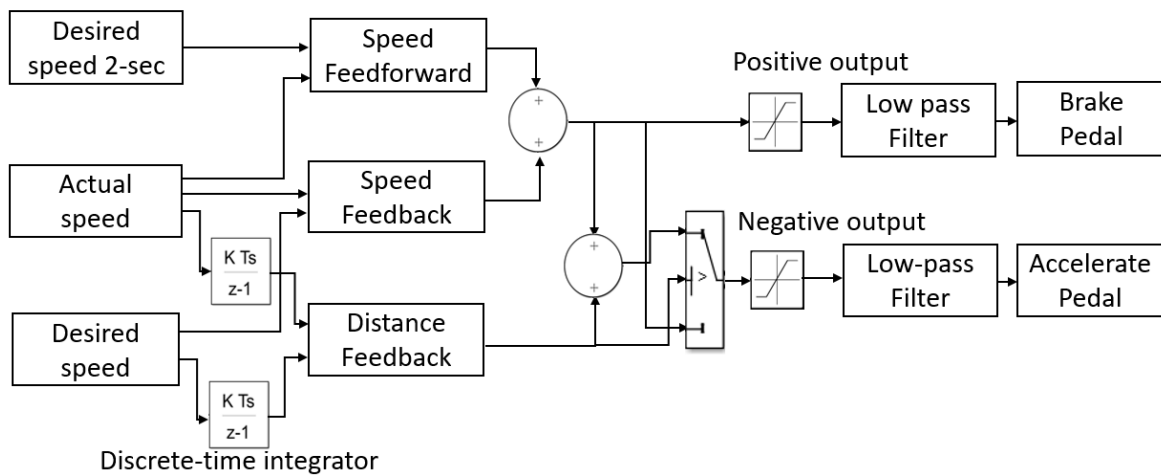 Desired
speed 2-sec
Speed
Feedforward
Positive output
Low pass
Filter
Brake
Pedal
+
+
Actual
speed
Speed
Feedback
K Ts
z-1
+
+
>
Negative output
Low-pass
Filter
Accelerate
Pedal
Desired
speed
Distance
Feedback
K Ts
z-1
Discrete-time integrator